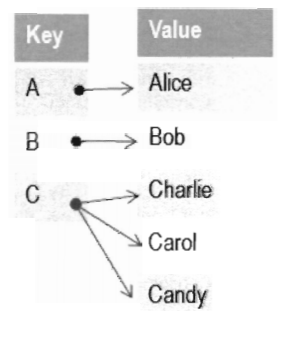 Key Value
A Alice
B Bob
C Charlie
Carol
Candy